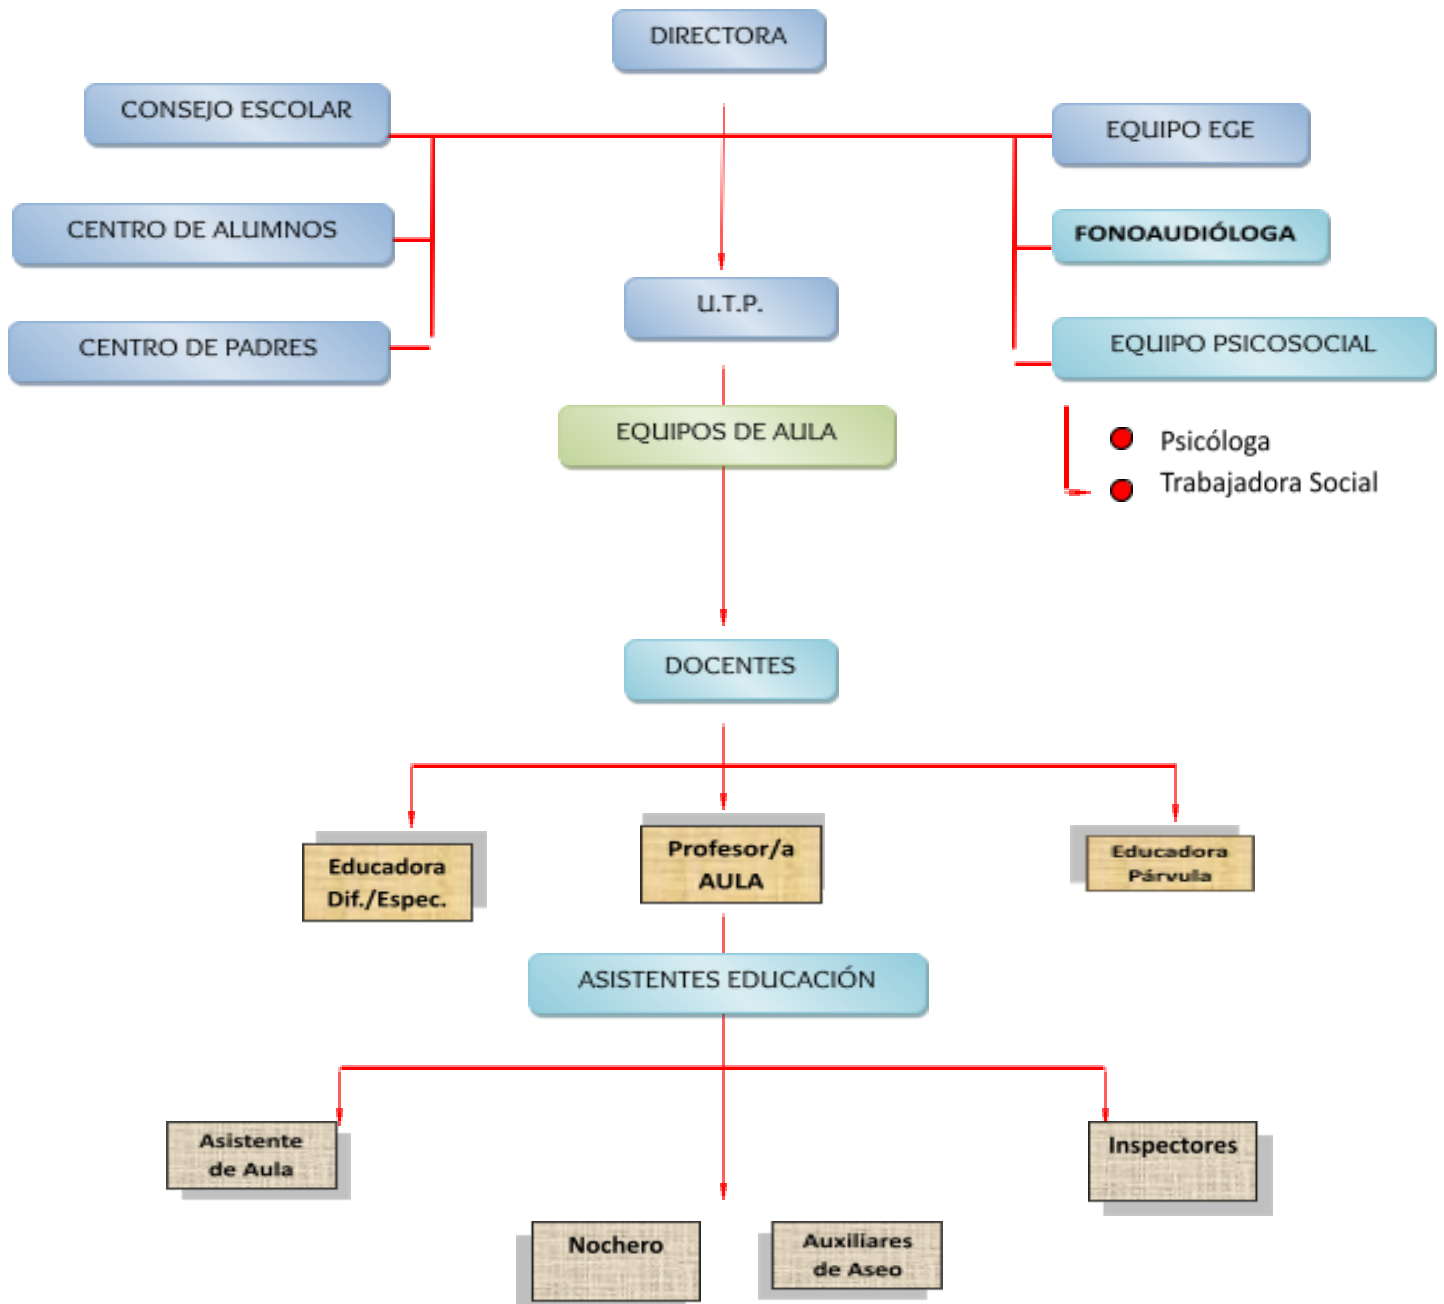 DIRECTORA
CONSEJO ESCOLAR
EQUIPO EGE
CENTRO DE ALUMNOS
FONOAUDIÓLOGA
U.T.P.
CENTRO DE PADRES
EQUIPO PSICOSOCIAL
EQUIPOS DE AULA
Psicóloga
Trabajadora Social
DOCENTES
Educadora
Dif./Espec.
Profesor/a
AULA
Educadora
Párvula
ASISTENTES EDUCACIÓN
Asistente
de Aula
Inspectores
Nochero
Auxiliares
de Aseo